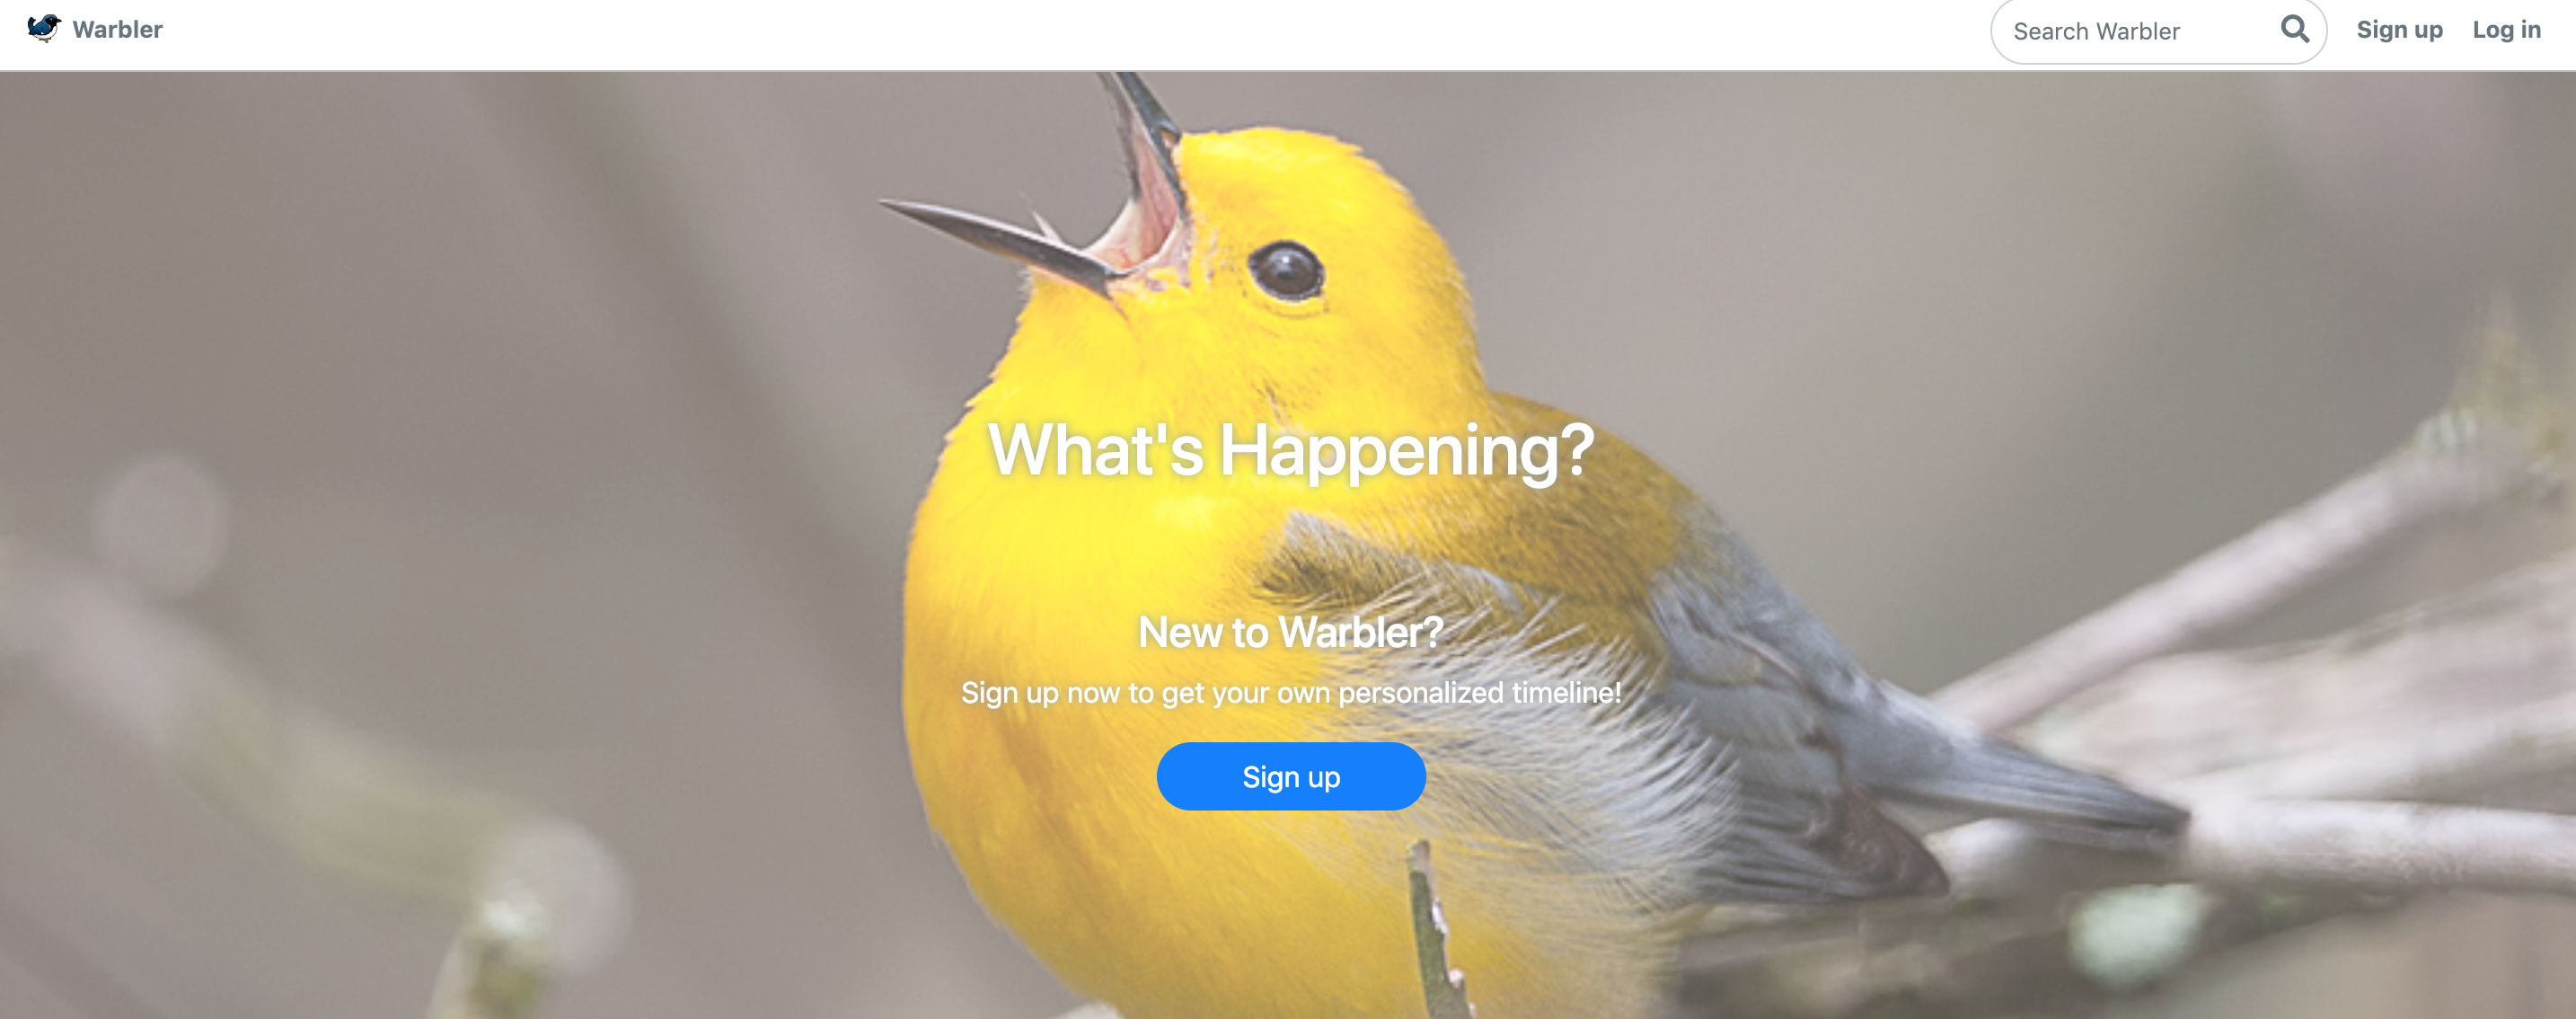 Warbler
Search Warbler
Sign up
Log in
What's Happening?
New to Warbler?
Sign up now to get your own personalized timeline!
Sign up